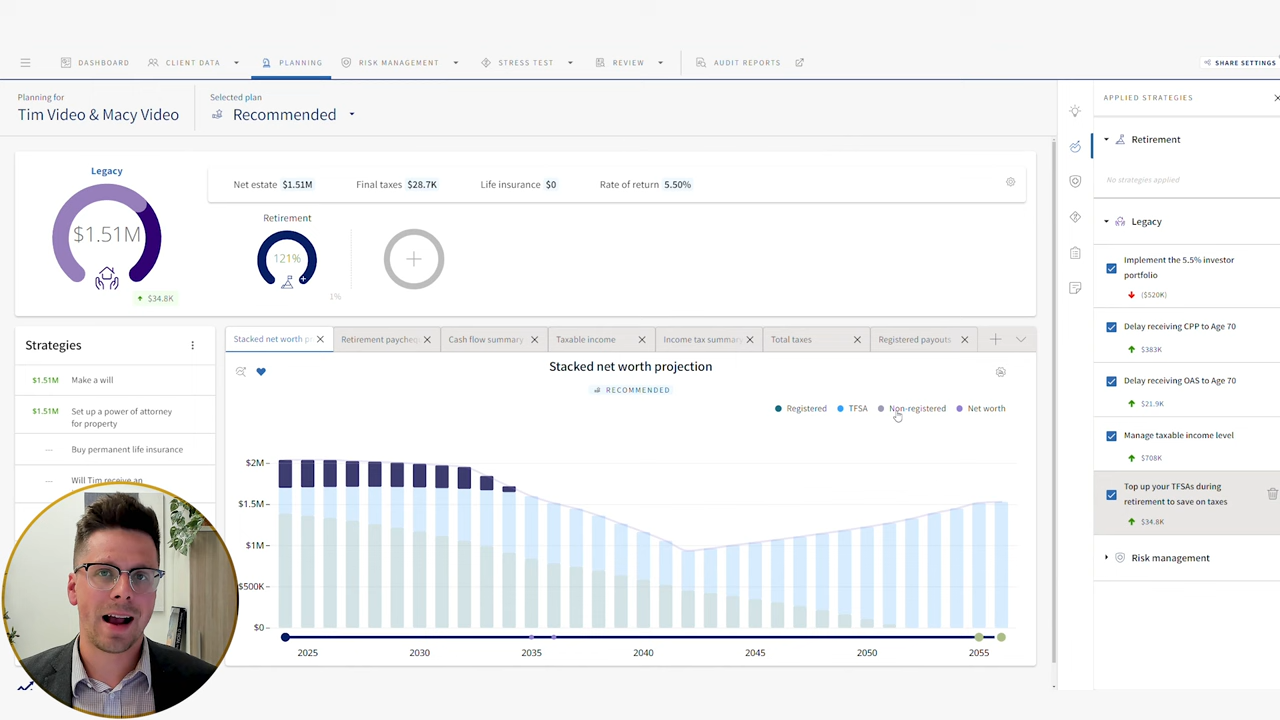 DASHBOARD
CLIENT DATA
PLANNING
RISK MANAGEMENT
STRESS TEST
REVIEW
AUDIT REPORTS
SHARE SETTINGS
Planning for
Tim Video & Macy Video
Selected plan
Recommended
APPLIED STRATEGIES
Retirement
No strategies applied
Legacy
Implement the 5.5% investor
portfolio
($520K)
Delay receiving CPP to Age 70
$383K
Delay receiving OAS to Age 70
$21.9K
Manage taxable income level
$708K
Top up your TFSAs during
retirement to save on taxes
$34.8K
Risk management
Legacy
$1.51M
$34.8K
Net estate $1.51M
Final taxes $28.7K
Life insurance $0
Rate of return 5.50%
Retirement
121%
1%
Strategies
$1.51M Make a will
$1.51M Set up a power of attorney
for property
--- Buy permanent life insurance
--- Will Tim receive an
Stacked net worth p
Retirement paycheq
Cash flow summary
Taxable income
Income tax summar
Total taxes
Registered payouts
Stacked net worth projection
RECOMMENDED
Registered
TFSA
Non-registered
Net worth
$2M
$1.5M
$1M
$500K
$0
2025
2030
2035
2040
2045
2050
2055